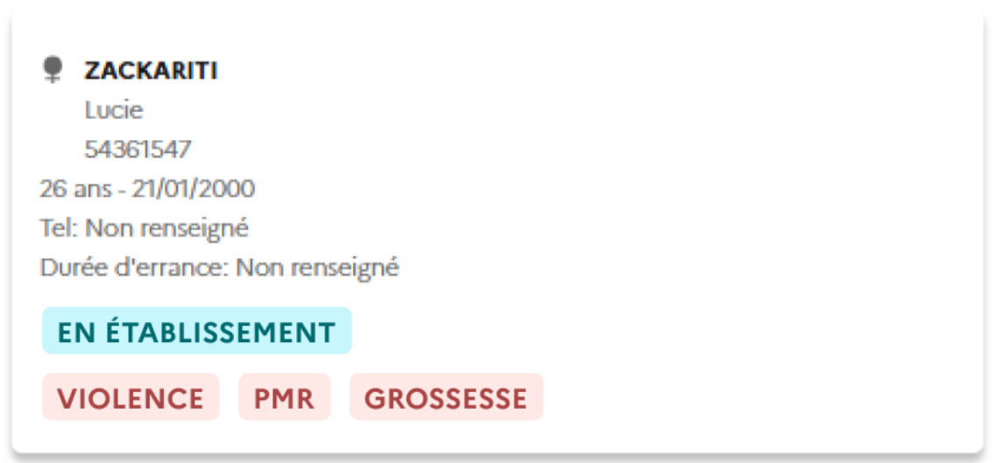 ZACKARITI
Lucie
54361547
26 ans - 21/01/2000
Tel: Non renseigné
Durée d'errance: Non renseigné
EN ÉTABLISSEMENT
VIOLENCE PMR GROSSESSE